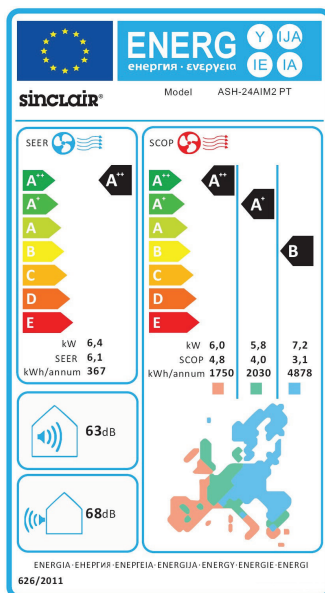 ENERG Y IJA
енергия · ενεργεια IE IA
sinclair®
Model ASH-24AIM2 PT
SEER
A++ A++
A+
A
B
C
D
E
kW 6,4
SEER 6,1
kWh/annum 367
SCOP
A++ A++
A+ A+
A
B B
C
D
E
kW 6,0 5,8 7,2
SCOP 4,8 4,0 3,1
kWh/annum 1750 2030 4878
63dB
68dB
ENERGIA·ЕНЕРГИЯ·ΕΝΕΡΓΕΙΑ·ENERGIJA·ENERGY·ENERGIE·ENERGI
626/2011